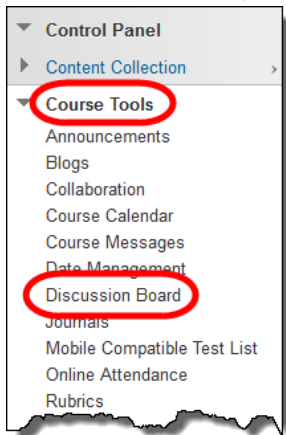 Control Panel
Content Collection
Course Tools
Announcements
Blogs
Collaboration
Course Calendar
Course Messages
Date Management
Discussion Board
Journals
Mobile Compatible Test List
Online Attendance
Rubrics